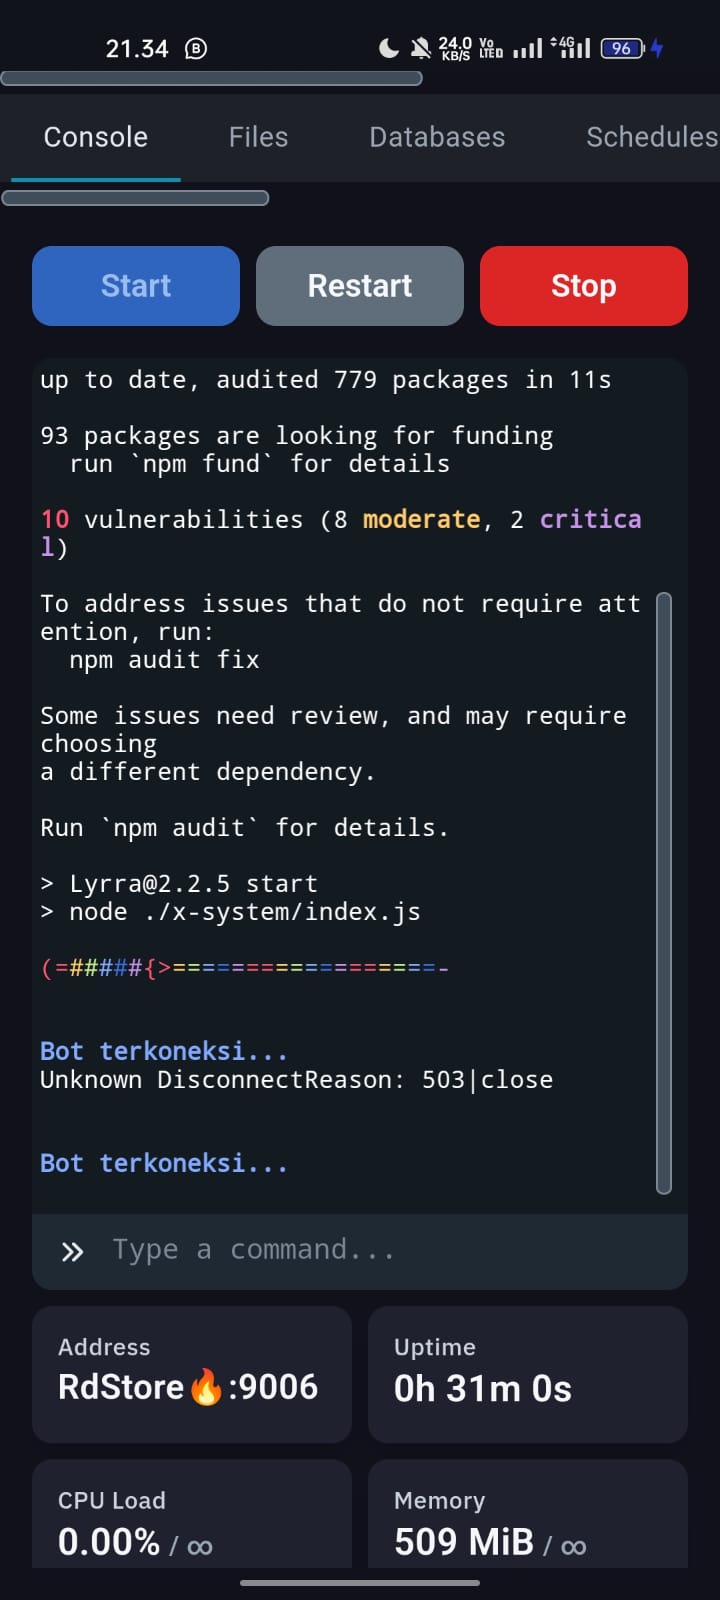 21.34
24.0 KB/S
Vo LTE
4G
96
Console Files Databases Schedules
Start Restart Stop
up to date, audited 779 packages in 11s
93 packages are looking for funding
  run `npm fund` for details
10 vulnerabilities (8 moderate, 2 critica
l)
To address issues that do not require att
ention, run:
  npm audit fix
Some issues need review, and may require
choosing
a different dependency.
Run `npm audit` for details.
> Lyrra@2.2.5 start
> node ./x-system/index.js
(=#####{>==================-
Bot terkoneksi...
Unknown DisconnectReason: 503|close
Bot terkoneksi...
Type a command...
Address
RdStore🔥:9006
Uptime
0h 31m 0s
CPU Load
0.00% / ∞
Memory
509 MiB / ∞